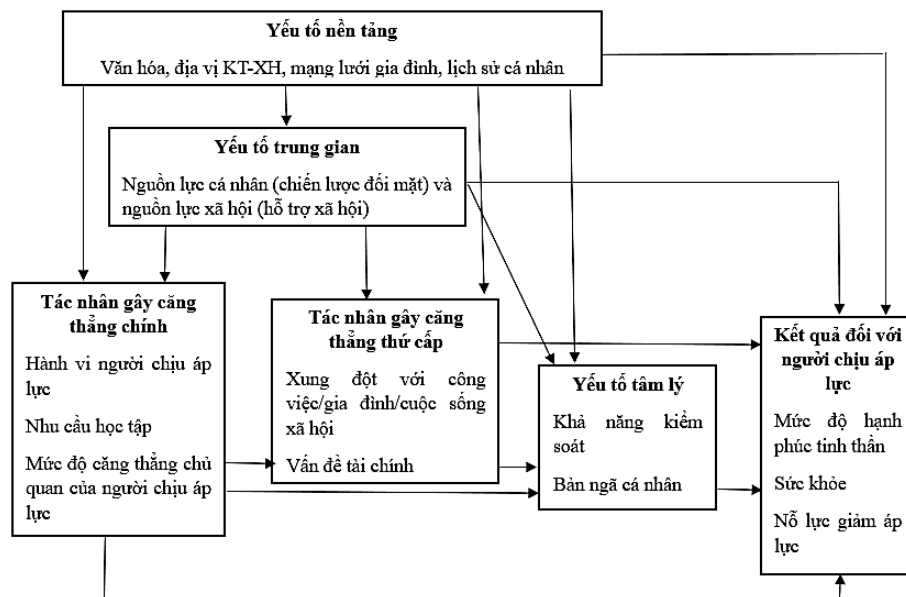 Yếu tố nền tảng
Văn hóa, địa vị KT-XH, mạng lưới gia đình, lịch sử cá nhân
Yếu tố trung gian
Nguồn lực cá nhân (chiến lược đối mặt) và
nguồn lực xã hội (hỗ trợ xã hội)
Tác nhân gây căng
thẳng chính
Hành vi người chịu áp
lực
Nhu cầu học tập
Mức độ căng thẳng chủ
quan của người chịu áp
lực
Tác nhân gây căng
thẳng thứ cấp
Xung đột với công
việc/gia đình/cuộc sống
xã hội
Vấn đề tài chính
Yếu tố tâm lý
Khả năng kiểm
soát
Bản ngã cá nhân
Kết quả đối với
người chịu áp
lực
Mức độ hạnh
phúc tinh thần
Sức khỏe
Nỗ lực giảm áp
lực